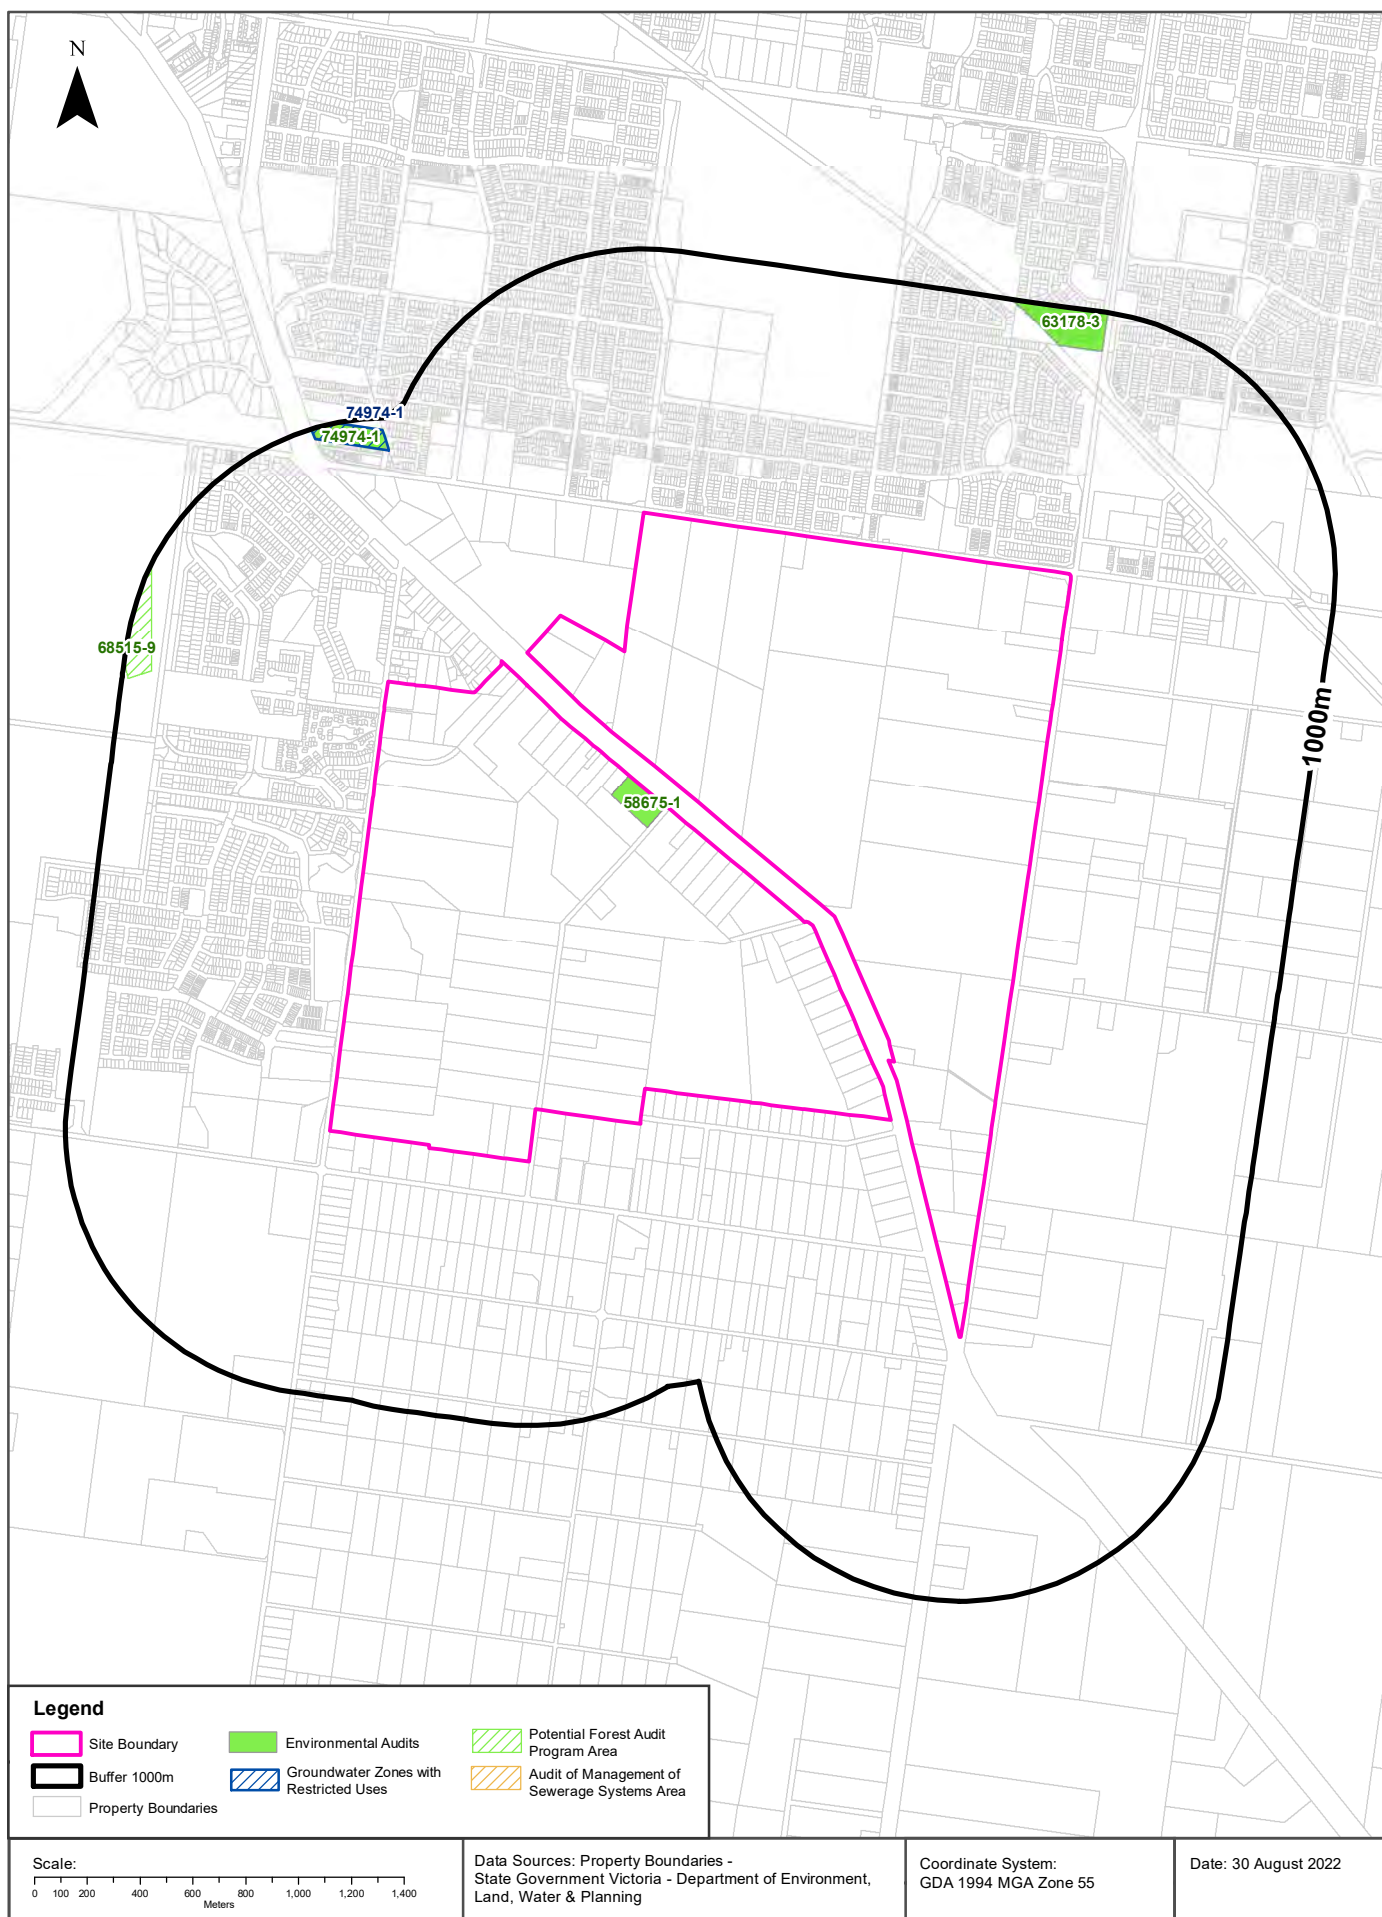 N
63178-3
74974-1
74974-1
68515-9
1000m
58675-1
Legend
Site Boundary
Buffer 1000m
Property Boundaries
Environmental Audits
Groundwater Zones with
Restricted Uses
Potential Forest Audit
Program Area
Audit of Management of
Sewerage Systems Area
Scale:
0 100 200 400 600 800 1,000 1,200 1,400
Meters
Data Sources: Property Boundaries -
State Government Victoria - Department of Environment,
Land, Water & Planning
Coordinate System:
GDA 1994 MGA Zone 55
Date: 30 August 2022